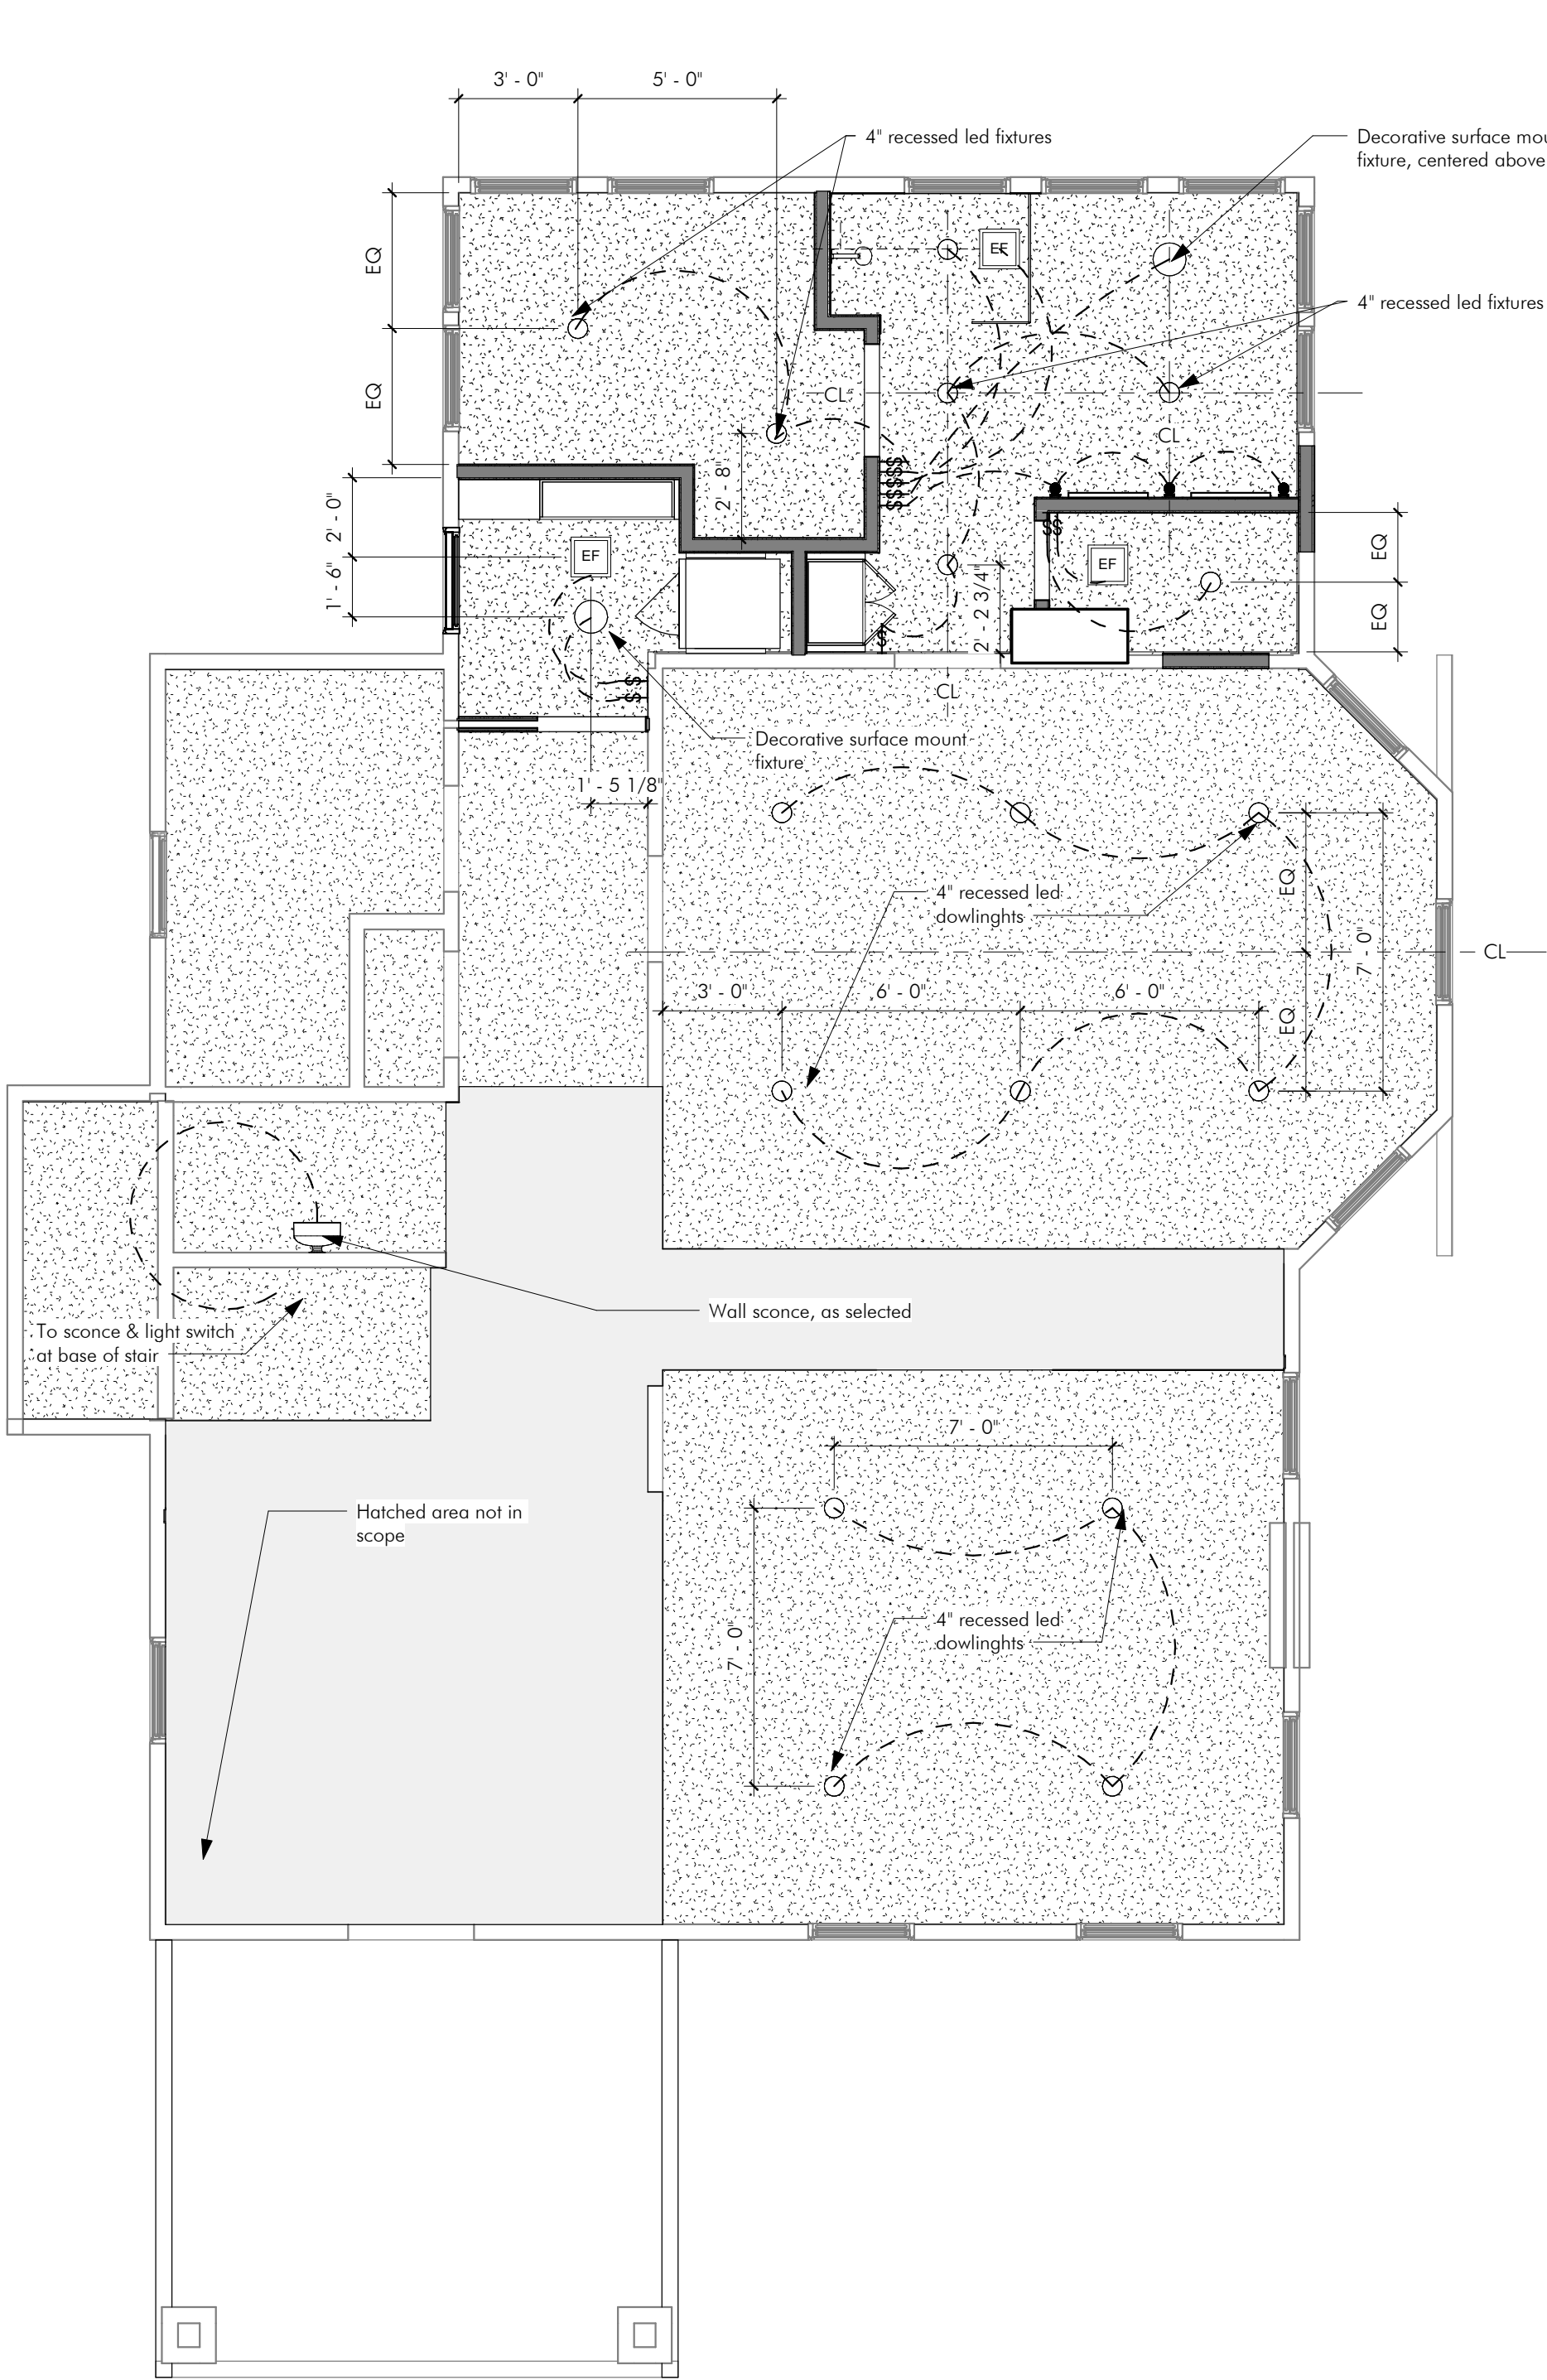 3' - 0"
5' - 0"
4" recessed led fixtures
Decorative surface mou
fixture, centered above
EQ
EF
4" recessed led fixtures
EQ
CL
CL
2' - 8"
$$$$$
2' - 0"
$$
EF
EF
EQ
1' - 6"
2' - 2 3/4"
EQ
$
$$
CL
Decorative surface mount
fixture
1' - 5 1/8"
4" recessed led
dowlinghts
EQ
7' - 0"
CL
3 - 0"
6 - 0"
6' - 0"
EQ
Wall sconce, as selected
To sconce & light switch
at base of stair
7' - 0"
Hatched area not in
scope
4" recessed led
dowlinghts
7' - 0"